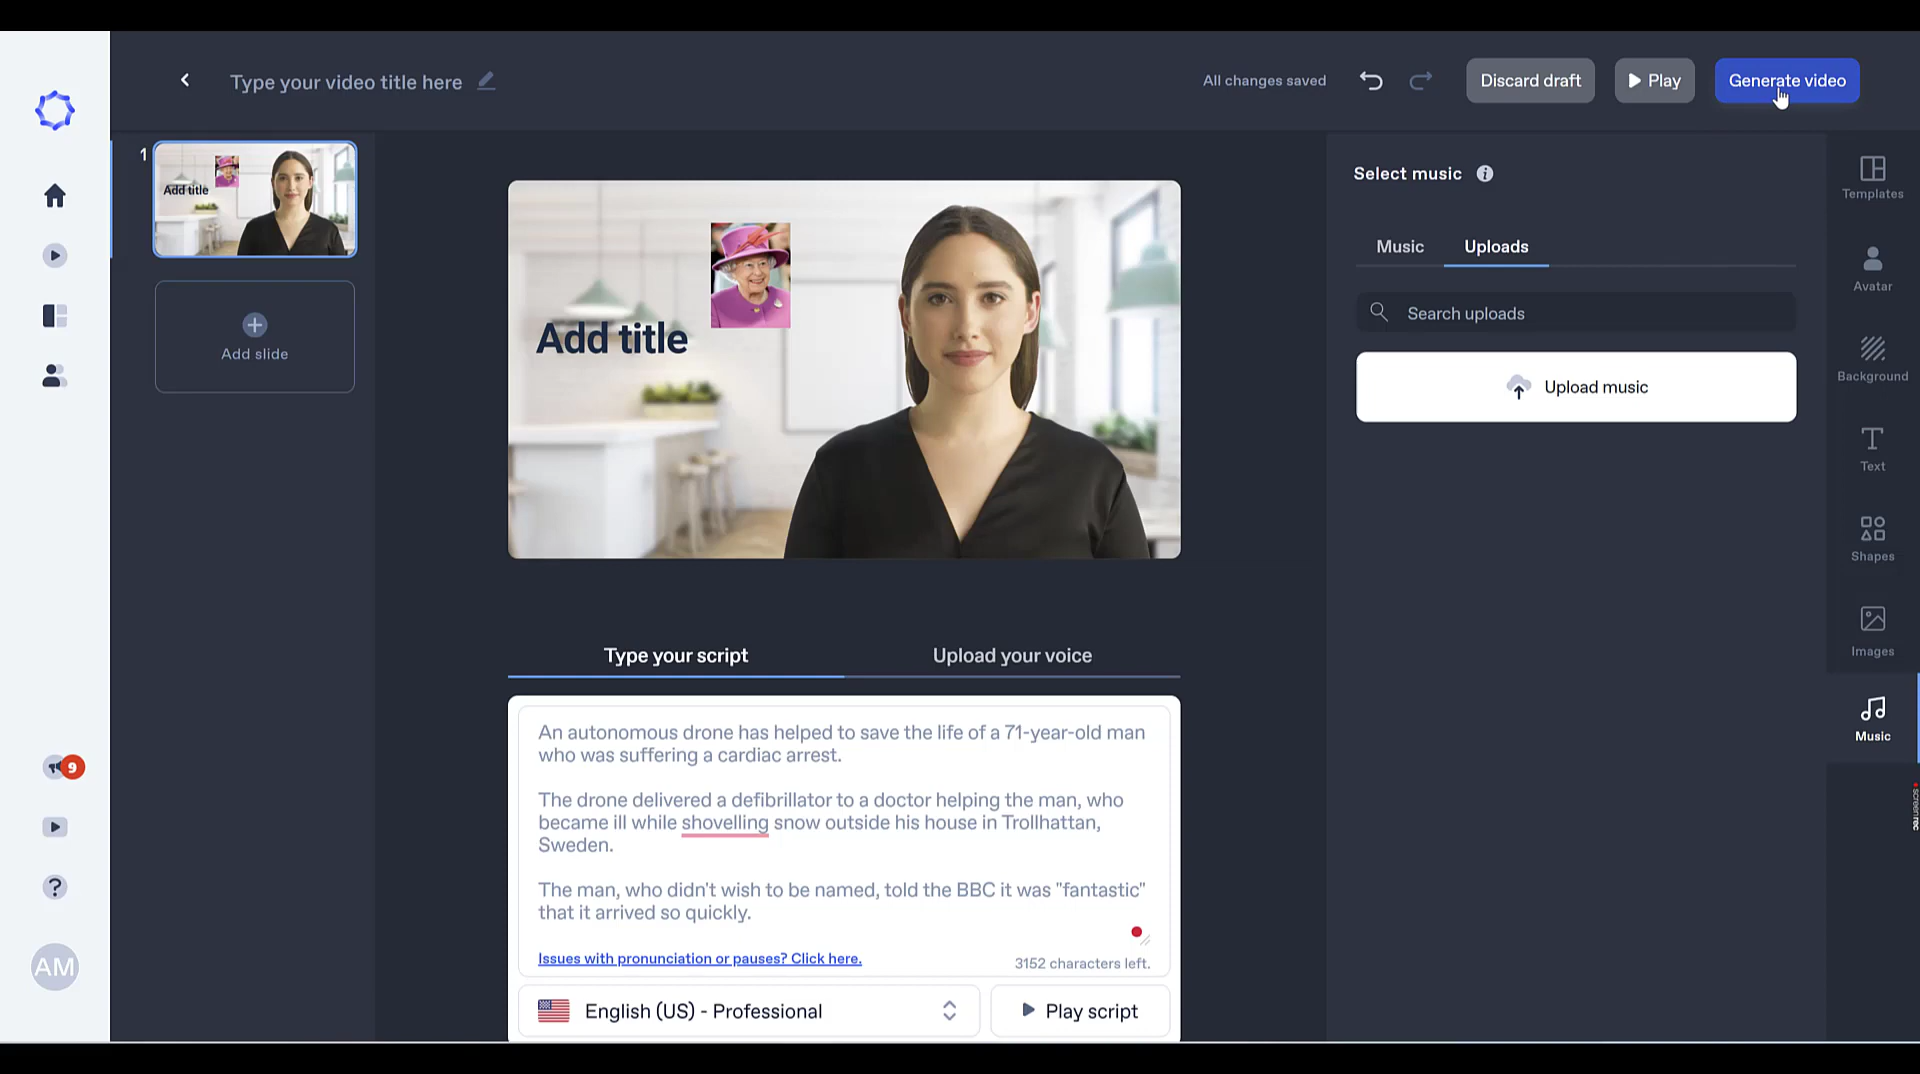 Type your video title here
All changes saved
Discard draft
Play
Generate video
1
Add title
Add slide
Add title
Select music
Music
Uploads
Search uploads
Upload music
Templates
Avatar
Background
Text
Shapes
Images
Music
Type your script
Upload your voice
An autonomous drone has helped to save the life of a 71-year-old man
who was suffering a cardiac arrest.
The drone delivered a defibrillator to a doctor helping the man, who
became ill while shovelling snow outside his house in Trollhattan,
Sweden.
The man, who didn't wish to be named, told the BBC it was "fantastic"
that it arrived so quickly.
Issues with pronunciation or pauses? Click here.
3152 characters left.
English (US) - Professional
Play script
9
?
AM
screenrec